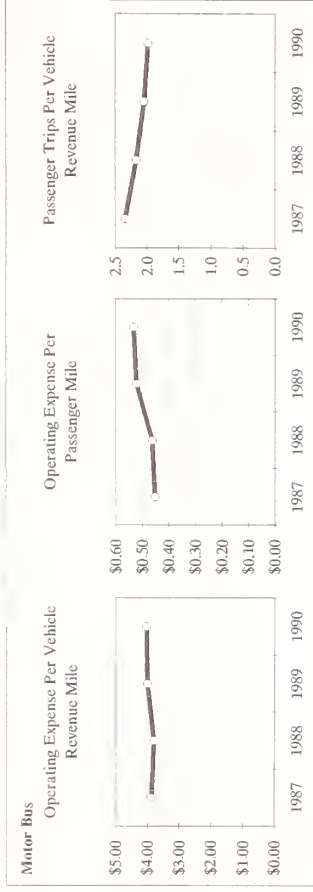 Motor Bus
Operating Expense Per Vehicle
Revenue Mile
$5.00
$4.00
$3.00
$2.00
$1.00
$0.00
1987 1988 1989 1990
Operating Expense Per
Passenger Mile
$0.60
$0.50
$0.40
$0.30
$0.20
$0.10
$0.00
1987 1988 1989 1990
Passenger Trips Per Vehicle
Revenue Mile
2.5
2.0
1.5
1.0
0.5
0.0
1987 1988 1989 1990